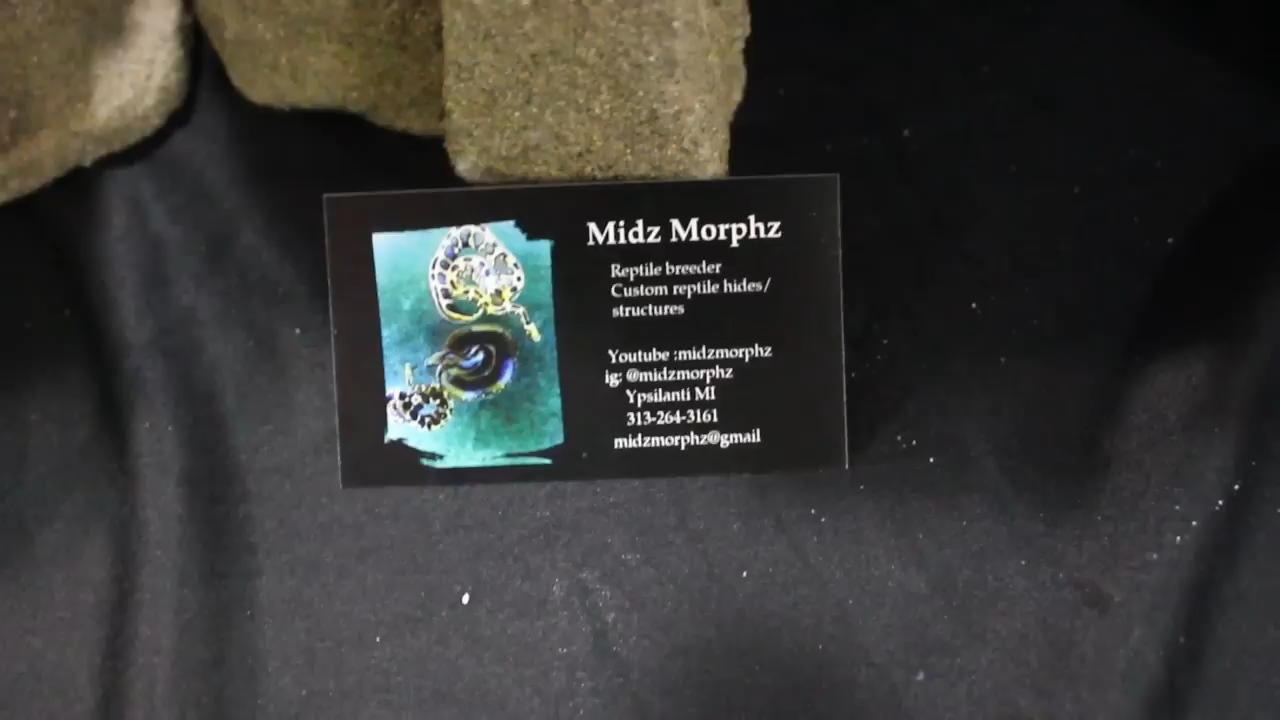 Midz Morphz
Reptile breeder
Custom reptile hides/
structures
Youtube :midzmorphz
ig: @midzmorphz
Ypsilanti MI
313-264-3161
midzmorphz@gmail